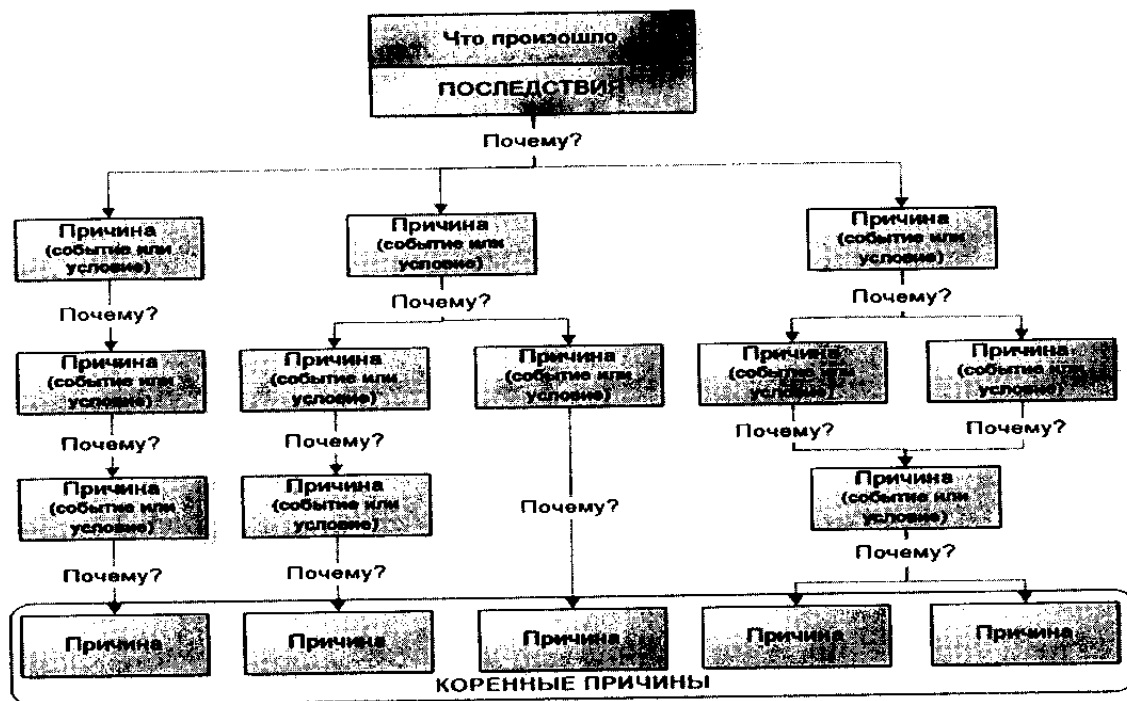 Что произошло
ПОСЛЕДСТВИЯ
Почему?
Причина
(событие или
условие)
Причина
(событие или
условие)
Причина
(событие или
условие)
Почему?
Почему?
Почему?
Причина
(событие или
условие)
Причина
(событие или
условие)
Причина
(событие или
условие)
Причина
(событие или
условие)
Причина
(событие или
условие)
Почему?
Почему?
Почему?
Почему?
Причина
(событие или
условие)
Причина
(событие или
условие)
Почему?
Причина
(событие или
условие)
Почему?
Почему?
Почему?
Причина
Причина
Причина
Причина
Причина
КОРЕННЫЕ ПРИЧИНЫ